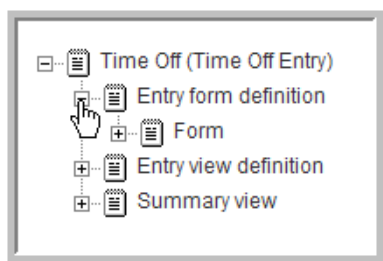 Time Off (Time Off Entry)
Entry form definition
Form
Entry view definition
Summary view